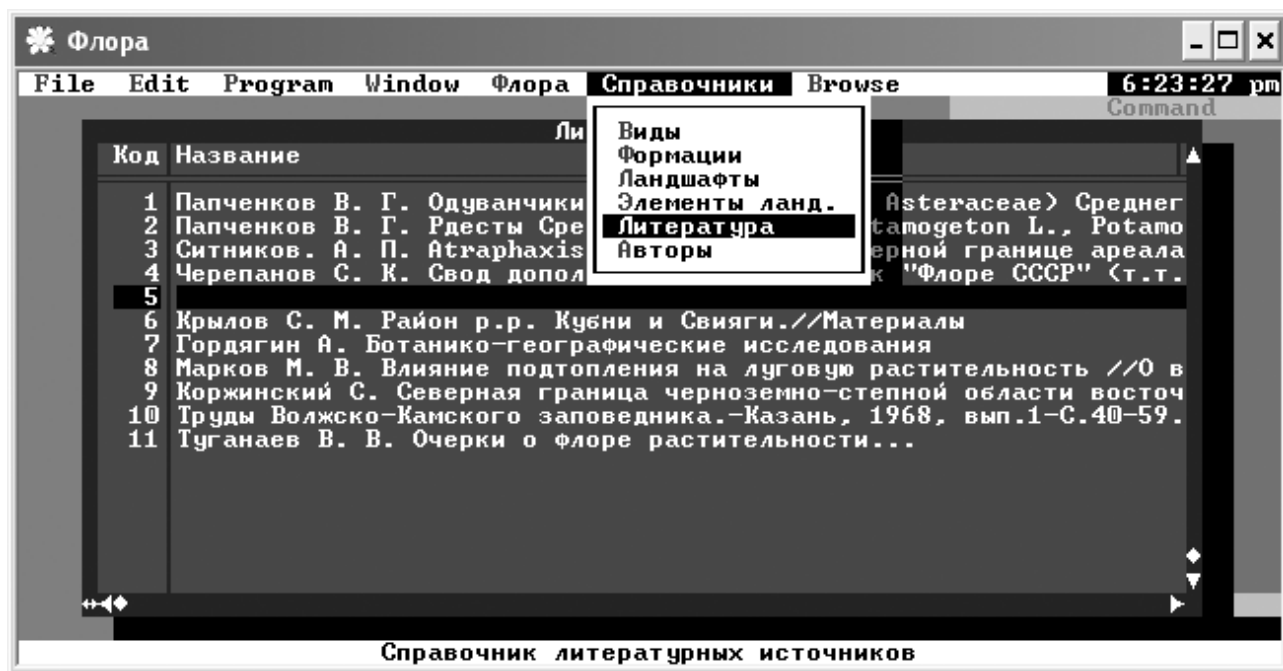 Флора
File Edit Program Window Флора Справочники Browse 6:23:27 pm
Command
Ли
Код Название
Виды
Формации
Ландшафты
Элементы ланд.
Литература
Авторы
1 Папченков В. Г. Одуванчики Asteraceae) Среднег
2 Папченков В. Г. Рдесты Сре tamogeton L., Potamo
3 Ситников. А. П. Atraphaxis ерной границе ареала
4 Черепанов С. К. Свод допол к "Флоре СССР" (т.т.
5
6 Крылов С. М. Район р.р. Кубни и Свияги.//Материалы
7 Гордягин А. Ботанико-географические исследования
8 Марков М. В. Влияние подтопления на луговую растительность //О в
9 Коржинский С. Северная граница черноземно-степной области восточ
10 Труды Волжско-Камского заповедника.-Казань, 1968, вып.1-С.40-59.
11 Туганаев В. В. Очерки о флоре растительности...
Справочник литературных источников